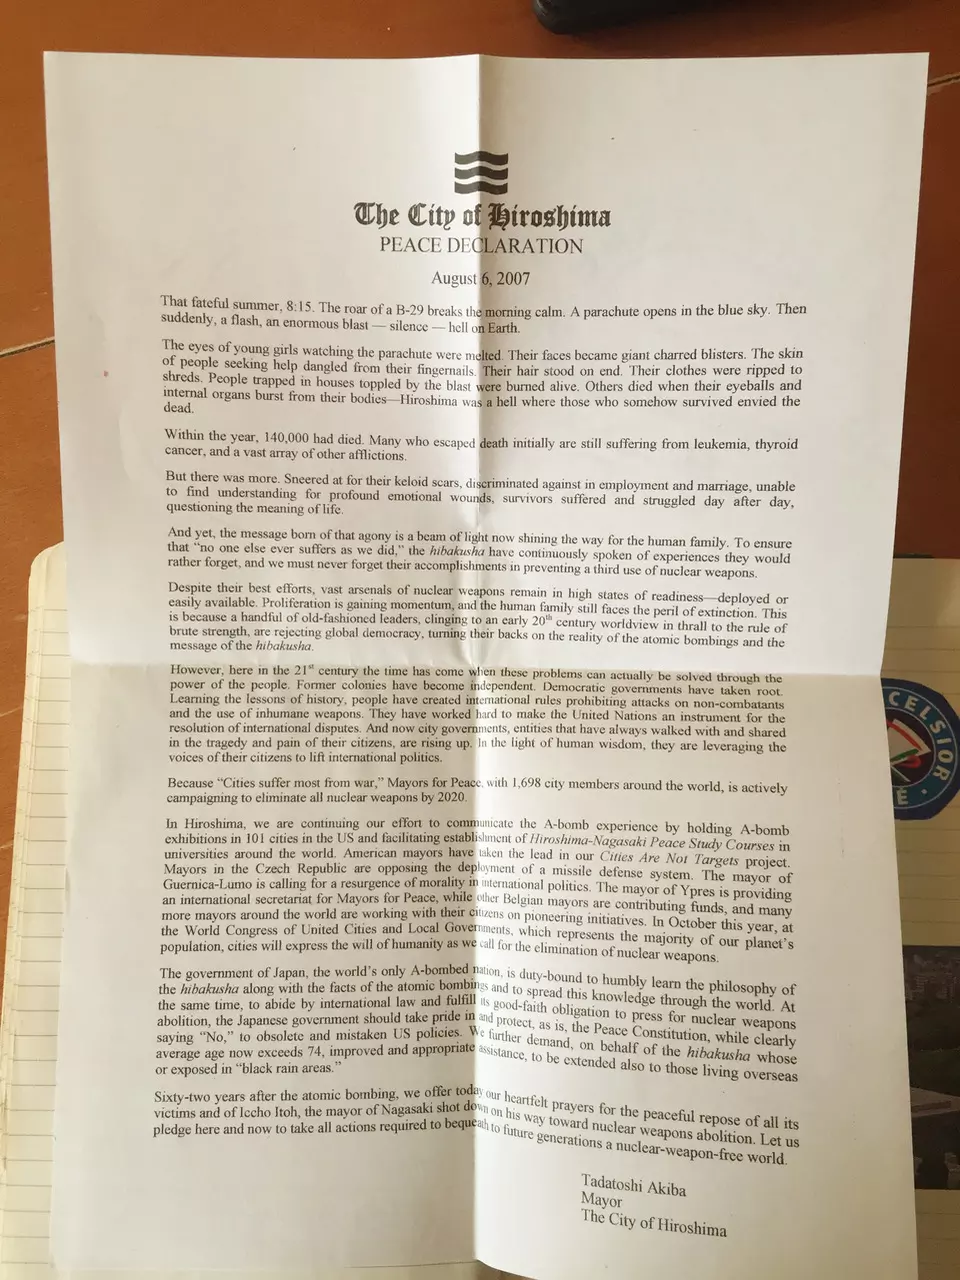 The City of Hiroshima
PEACE DECLARATION
August 6, 2007
That fateful summer, 8:15. The roar of a B-29 breaks the morning calm. A parachute opens in the blue sky. Then
suddenly, a flash, an enormous blast — silence — hell on Earth.
The eyes of young girls watching the parachute were melted. Their faces became giant charred blisters. The skin
of people seeking help dangled from their fingernails. Their hair stood on end. Their clothes were ripped to
shreds. People trapped in houses toppled by the blast were burned alive. Others died when their eyeballs and
internal organs burst from their bodies—Hiroshima was a hell where those who somehow survived envied the
dead.
Within the year, 140,000 had died. Many who escaped death initially are still suffering from leukemia, thyroid
cancer, and a vast array of other afflictions.
But there was more. Sneered at for their keloid scars, discriminated against in employment and marriage, unable
to find understanding for profound emotional wounds, survivors suffered and struggled day after day,
questioning the meaning of life.
And yet, the message born of that agony is a beam of light now shining the way for the human family. To ensure
that “no one else ever suffers as we did,” the hibakusha have continuously spoken of experiences they would
rather forget, and we must never forget their accomplishments in preventing a third use of nuclear weapons.
Despite their best efforts, vast arsenals of nuclear weapons remain in high states of readiness—deployed or
easily available. Proliferation is gaining momentum, and the human family still faces the peril of extinction. This
is because a handful of old-fashioned leaders, clinging to an early 20th century worldview in thrall to the rule of
brute strength, are rejecting global democracy, turning their backs on the reality of the atomic bombings and the
message of the hibakusha.
However, here in the 21st century the time has come when these problems can actually be solved through the
power of the people. Former colonies have become independent. Democratic governments have taken root.
Learning the lessons of history, people have created international rules prohibiting attacks on non-combatants
and the use of inhumane weapons. They have worked hard to make the United Nations an instrument for the
resolution of international disputes. And now city governments, entities that have always walked with and shared
in the tragedy and pain of their citizens, are rising up. In the light of human wisdom, they are leveraging the
voices of their citizens to lift international politics.
Because “Cities suffer most from war,” Mayors for Peace, with 1,698 city members around the world, is actively
campaigning to eliminate all nuclear weapons by 2020.
In Hiroshima, we are continuing our effort to communicate the A-bomb experience by holding A-bomb
exhibitions in 101 cities in the US and facilitating establishment of Hiroshima-Nagasaki Peace Study Courses in
universities around the world. American mayors have taken the lead in our Cities Are Not Targets project.
Mayors in the Czech Republic are opposing the deployment of a missile defense system. The mayor of
Guernica-Lumo is calling for a resurgence of morality in international politics. The mayor of Ypres is providing
an international secretariat for Mayors for Peace, while other Belgian mayors are contributing funds, and many
more mayors around the world are working with their citizens on pioneering initiatives. In October this year, at
the World Congress of United Cities and Local Governments, which represents the majority of our planet’s
population, cities will express the will of humanity as we call for the elimination of nuclear weapons.
The government of Japan, the world’s only A-bombed nation, is duty-bound to humbly learn the philosophy of
the hibakusha along with the facts of the atomic bombings and to spread this knowledge through the world. At
the same time, to abide by international law and fulfill its good-faith obligation to press for nuclear weapons
abolition, the Japanese government should take pride in and protect, as is, the Peace Constitution, while clearly
saying “No,” to obsolete and mistaken US policies. We further demand, on behalf of the hibakusha whose
average age now exceeds 74, improved and appropriate assistance, to be extended also to those living overseas
or exposed in “black rain areas.”
Sixty-two years after the atomic bombing, we offer today our heartfelt prayers for the peaceful repose of all its
victims and of Iccho Itoh, the mayor of Nagasaki shot down on his way toward nuclear weapons abolition. Let us
pledge here and now to take all actions required to bequeath to future generations a nuclear-weapon-free world.
Tadatoshi Akiba
Mayor
The City of Hiroshima
CELSIOR